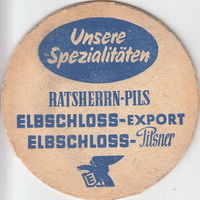 Unsere
Spezialitäten
RATSHERRN-PILS
ELBSCHLOSS-EXPORT
ELBSCHLOSS-Pilsner
E